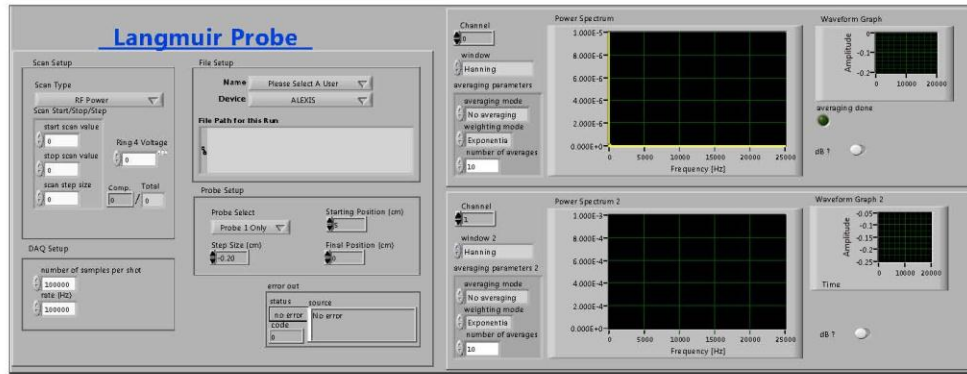 Langmuir Probe
Scan Setup
Scan Type
RF Power
Scan Start/Stop/Step
start scan value
0
stop scan value
0
scan step size
0
Ring 4 Voltage
0
Comp. Total
0 / 0
DAQ Setup
number of samples per shot
100000
rate (Hz)
100000
File Setup
Name Please Select A User
Device ALEXIS
File Path for this Run
Probe Setup
Probe Select
Probe 1 Only
Starting Position (cm)
5
Step Size (cm)
-0.20
Final Position (cm)
0
error out
status source
no error No error
code
0
Channel
0
window
Hanning
averaging parameters
averaging mode
No averaging
weighting mode
Exponentia
number of averages
10
Power Spectrum
1.000E-5
8.000E-6
6.000E-6
4.000E-6
2.000E-6
0.000E+0
0 5000 10000 15000 20000 25000
Frequency [Hz]
Waveform Graph
Amplitude
0
-0.1
-0.2
0 10000 20000
averaging done
dB ?
Channel
1
window 2
Hanning
averaging parameters 2
averaging mode
No averaging
weighting mode
Exponentia
number of averages
10
Power Spectrum 2
1.000E-3
8.000E-4
6.000E-4
4.000E-4
2.000E-4
0.000E+0
0 5000 10000 15000 20000 25000
Frequency [Hz]
Waveform Graph 2
Amplitude
-0.05
-0.1
-0.15
-0.2
-0.25
0 10000 20000
Time
dB ?